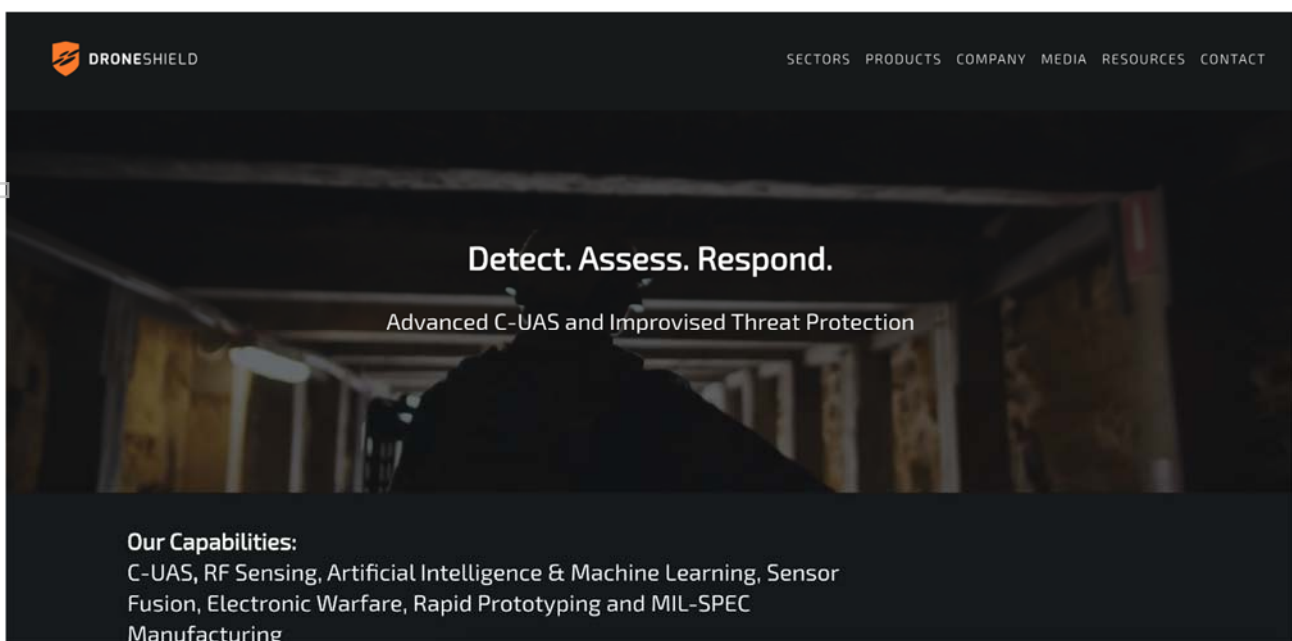 DRONESHIELD
SECTORS PRODUCTS COMPANY MEDIA RESOURCES CONTACT
Detect. Assess. Respond.
Advanced C-UAS and Improvised Threat Protection
Our Capabilities:
C-UAS, RF Sensing, Artificial Intelligence & Machine Learning, Sensor
Fusion, Electronic Warfare, Rapid Prototyping and MIL-SPEC
Manufacturing